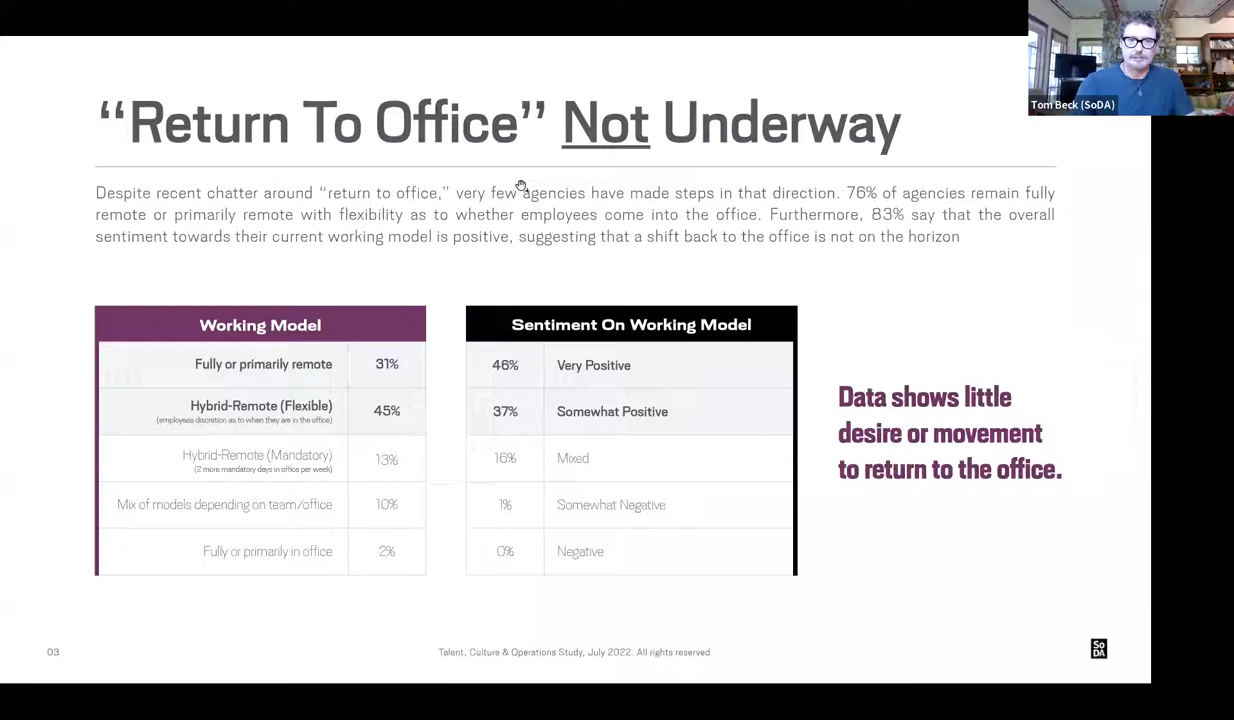 Tom Beck (SoDA)
“Return To Office” Not Underway
Despite recent chatter around “return to office,” very few agencies have made steps in that direction. 76% of agencies remain fully
remote or primarily remote with flexibility as to whether employees come into the office. Furthermore, 83% say that the overall
sentiment towards their current working model is positive, suggesting that a shift back to the office is not on the horizon
Working Model
Fully or primarily remote 31%
Hybrid-Remote (Flexible) 45%
(employees discretion as to when they are in the office)
Hybrid-Remote (Mandatory) 13%
(2 more mandatory days in office per week)
Mix of models depending on team/office 10%
Fully or primarily in office 2%
Sentiment On Working Model
46% Very Positive
37% Somewhat Positive
16% Mixed
1% Somewhat Negative
0% Negative
Data shows little
desire or movement
to return to the office.
03
Talent, Culture & Operations Study, July 2022. All rights reserved
So
DA